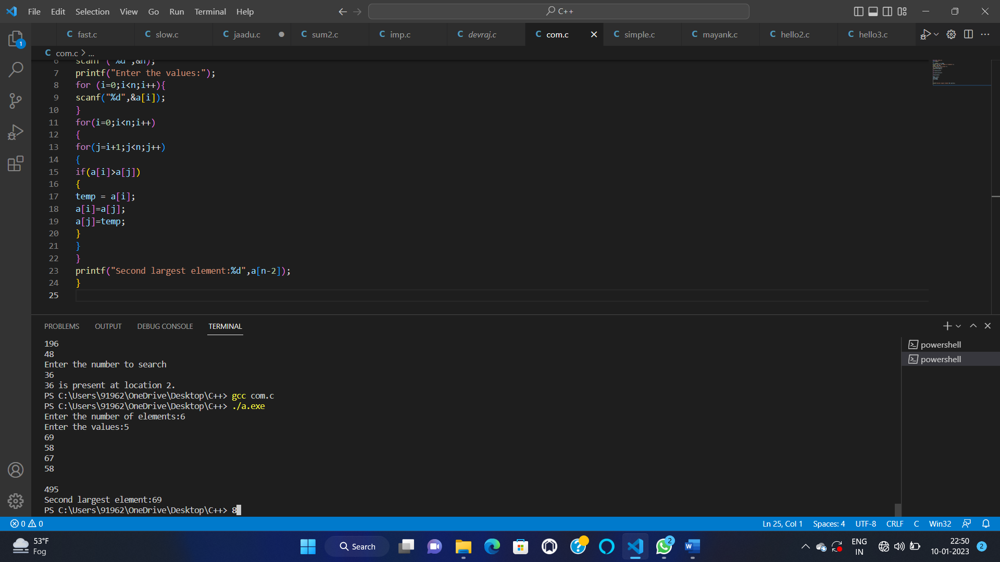 File Edit Selection View Go Run Terminal Help
C++
C fast.c C slow.c C jaadu.c C sum2.c C imp.c C devraj.c C com.c C simple.c C mayank.c C hello2.c C hello3.c
1
C com.c > ...
6 scanf ("%d",&n);
7 printf("Enter the values:");
8 for (i=0;i<n;i++){
9 scanf("%d",&a[i]);
10 }
11 for(i=0;i<n;i++)
12 {
13 for(j=i+1;j<n;j++)
14 {
15 if(a[i]>a[j])
16 {
17 temp = a[i];
18 a[i]=a[j];
19 a[j]=temp;
20 }
21 }
22 }
23 printf("Second largest element:%d",a[n-2]);
24 }
25
PROBLEMS OUTPUT DEBUG CONSOLE TERMINAL
powershell
powershell
196
48
Enter the number to search
36
36 is present at location 2.
PS C:\Users\91962\OneDrive\Desktop\C++> gcc com.c
PS C:\Users\91962\OneDrive\Desktop\C++> ./a.exe
Enter the number of elements:6
Enter the values:5
69
58
67
58
495
Second largest element:69
PS C:\Users\91962\OneDrive\Desktop\C++> 8
0 0 Ln 25, Col 1 Spaces: 4 UTF-8 CRLF C Win32
53°F
Fog
Search
2
ENG
IN
22:50
10-01-2023
2